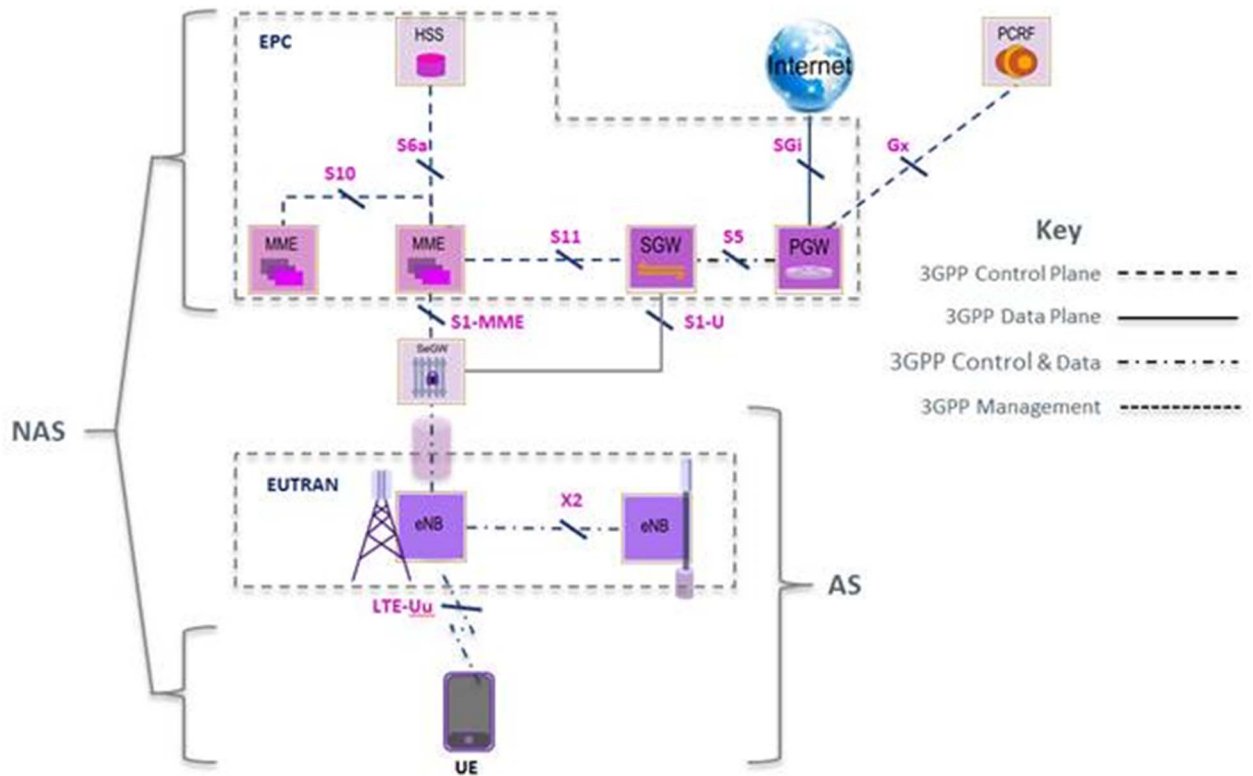 EPC
HSS
Internet
PCRF
S6a
SGi
Gx
S10
MME
MME
S11
SGW
S5
PGW
Key
3GPP Control Plane
3GPP Data Plane
3GPP Control & Data
3GPP Management
S1-MME
S1-U
SeGW
NAS
EUTRAN
eNB
X2
eNB
AS
LTE-Uu
UE